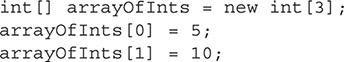 int[] arrayOfInts = new int[3];
arrayOfInts[0] = 5;
arrayOfInts[1] = 10;